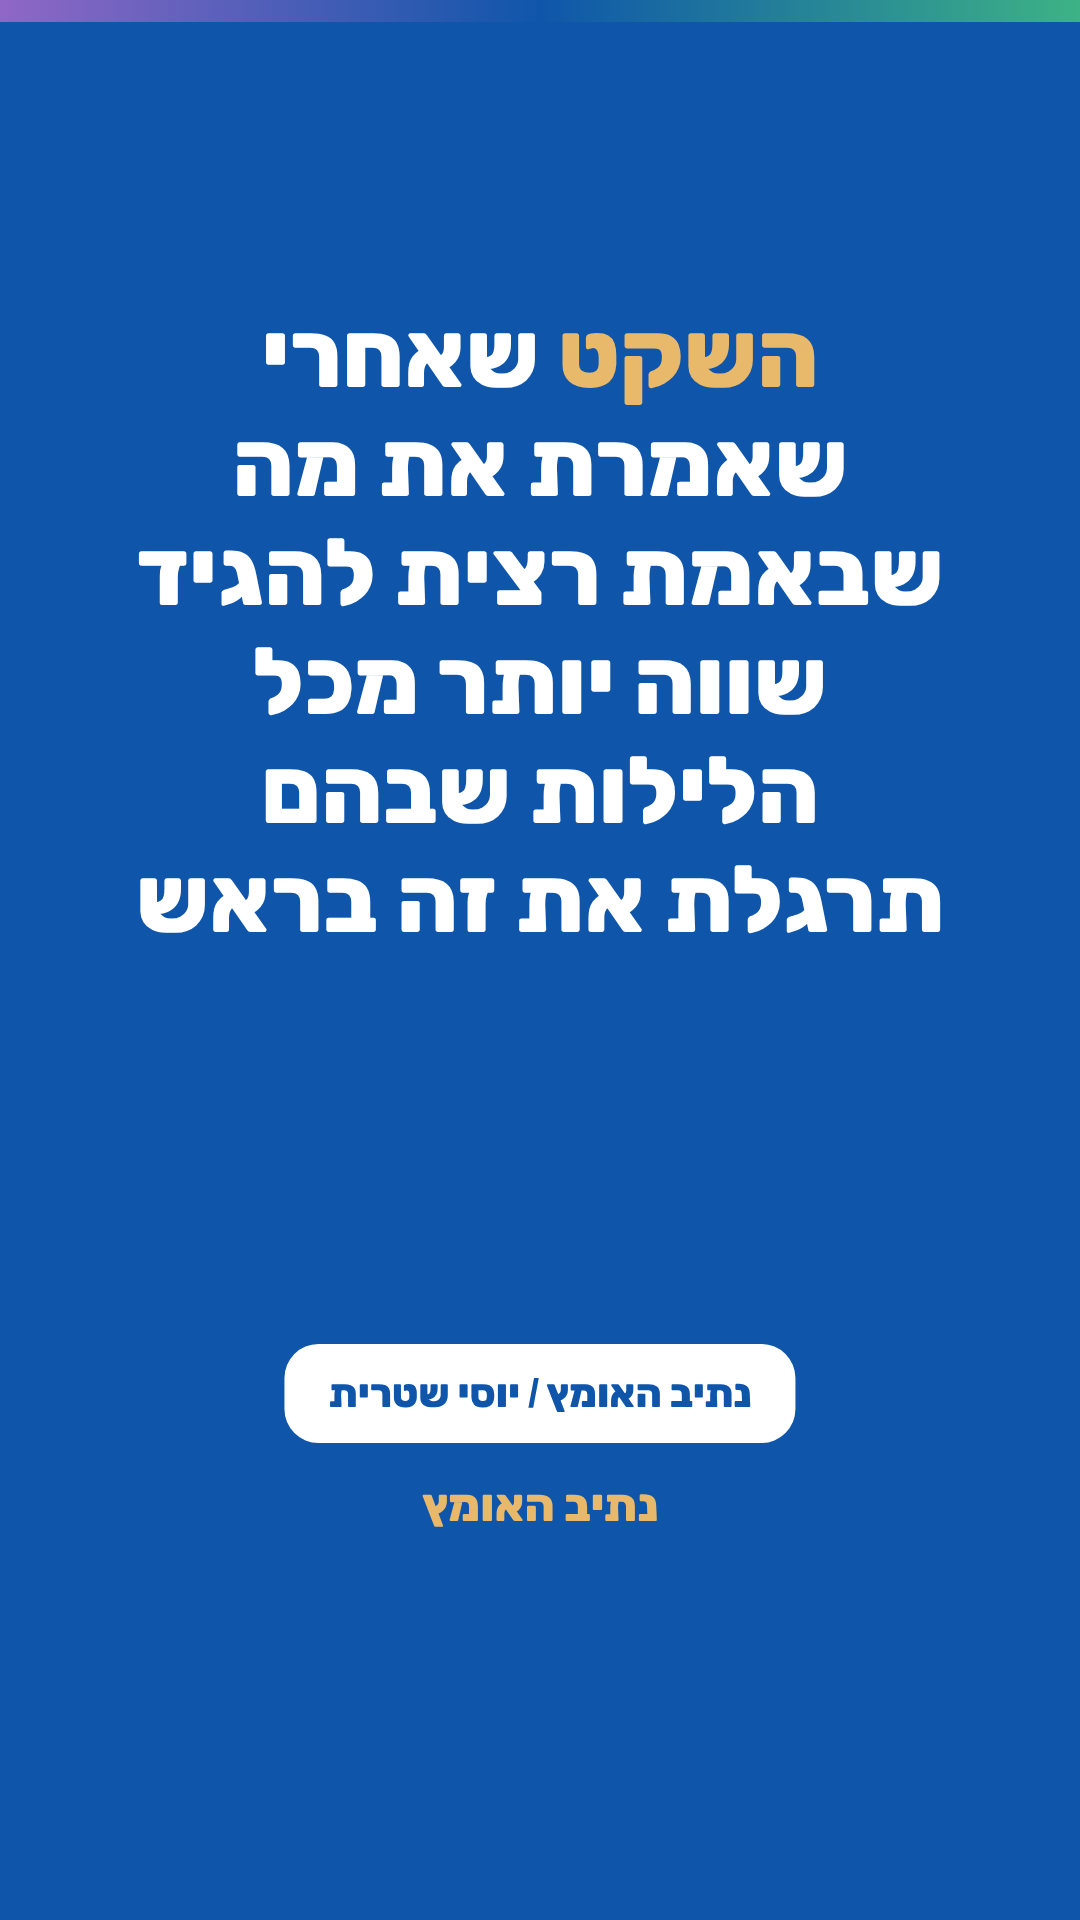 השקט שאחרי
שאמרת את מה
שבאמת רצית להגיד
שווה יותר מכל
הלילות שבהם
תרגלת את זה בראש
נתיב האומץ / יוסי שטרית
נתיב האומץ